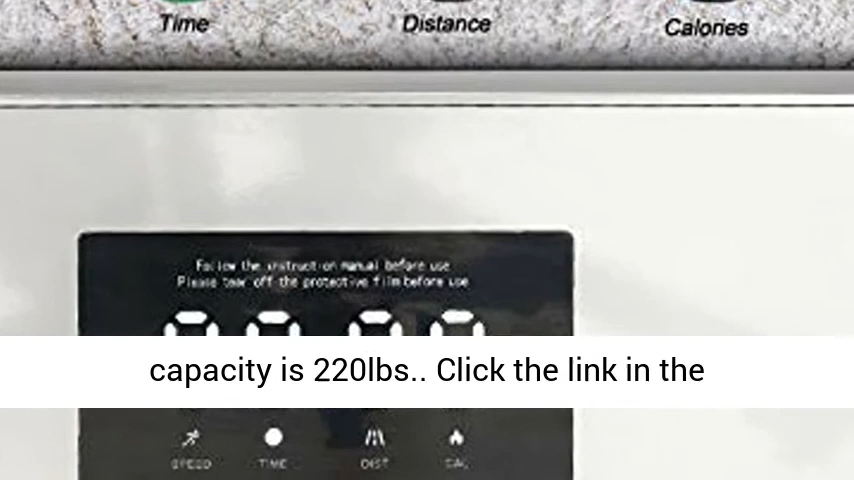 Time Distance Calories
Follow the instruction manual before use
Please tear off the protective film before use
capacity is 220lbs.. Click the link in the
SPEED TIME DIST CAL